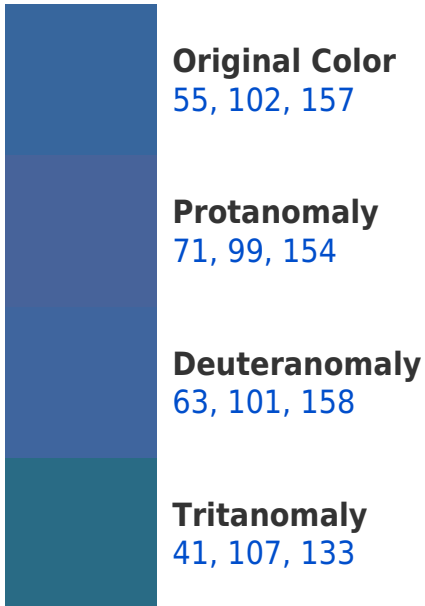 Original Color
55, 102, 157
Protanomaly
71, 99, 154
Deuteranomaly
63, 101, 158
Tritanomaly
41, 107, 133